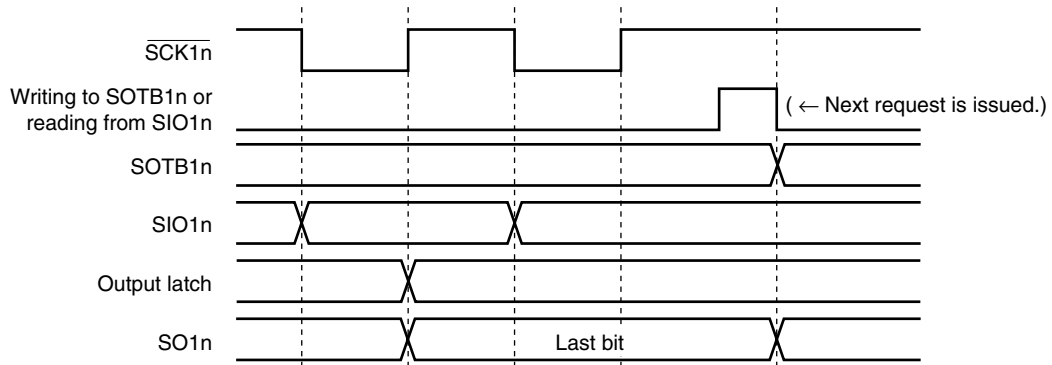 SCK1n
Writing to SOTB1n or
reading from SIO1n
( ← Next request is issued.)
SOTB1n
SIO1n
Output latch
SO1n
Last bit